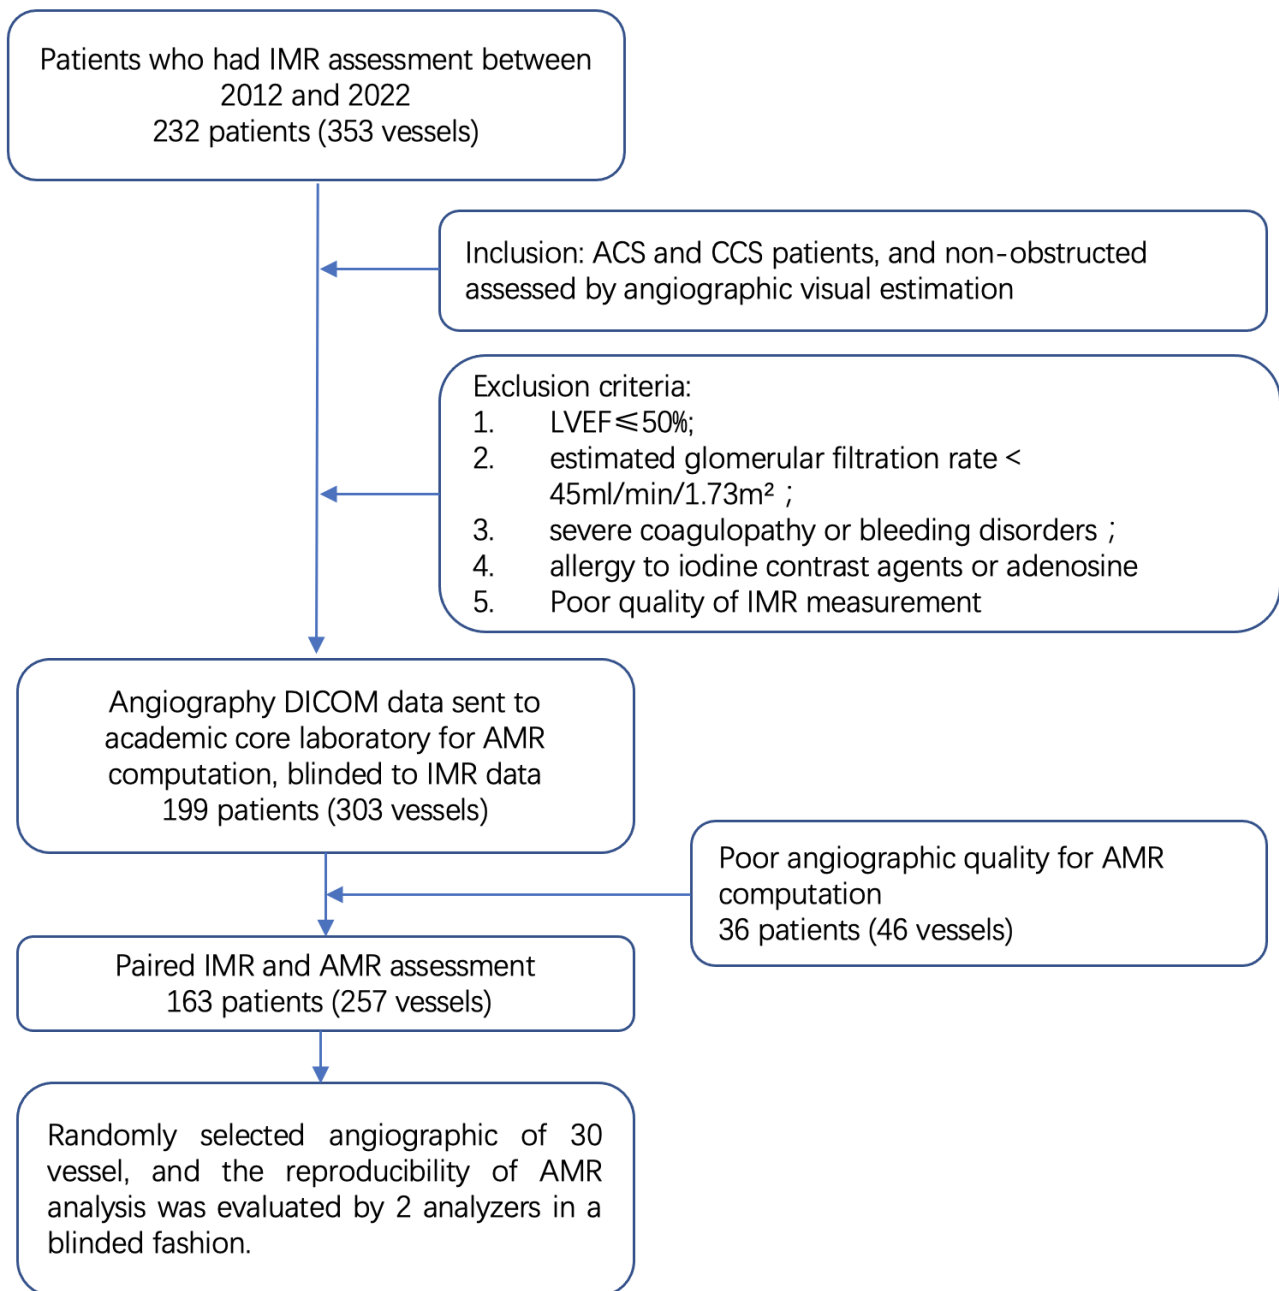 Patients who had IMR assessment between
2012 and 2022
232 patients (353 vessels)
Inclusion: ACS and CCS patients, and non-obstructed
assessed by angiographic visual estimation
Exclusion criteria:
1. LVEF≤50%;
2. estimated glomerular filtration rate <
45ml/min/1.73m² ;
3. severe coagulopathy or bleeding disorders ;
4. allergy to iodine contrast agents or adenosine
5. Poor quality of IMR measurement
Angiography DICOM data sent to
academic core laboratory for AMR
computation, blinded to IMR data
199 patients (303 vessels)
Poor angiographic quality for AMR
computation
36 patients (46 vessels)
Paired IMR and AMR assessment
163 patients (257 vessels)
Randomly selected angiographic of 30
vessel, and the reproducibility of AMR
analysis was evaluated by 2 analyzers in a
blinded fashion.